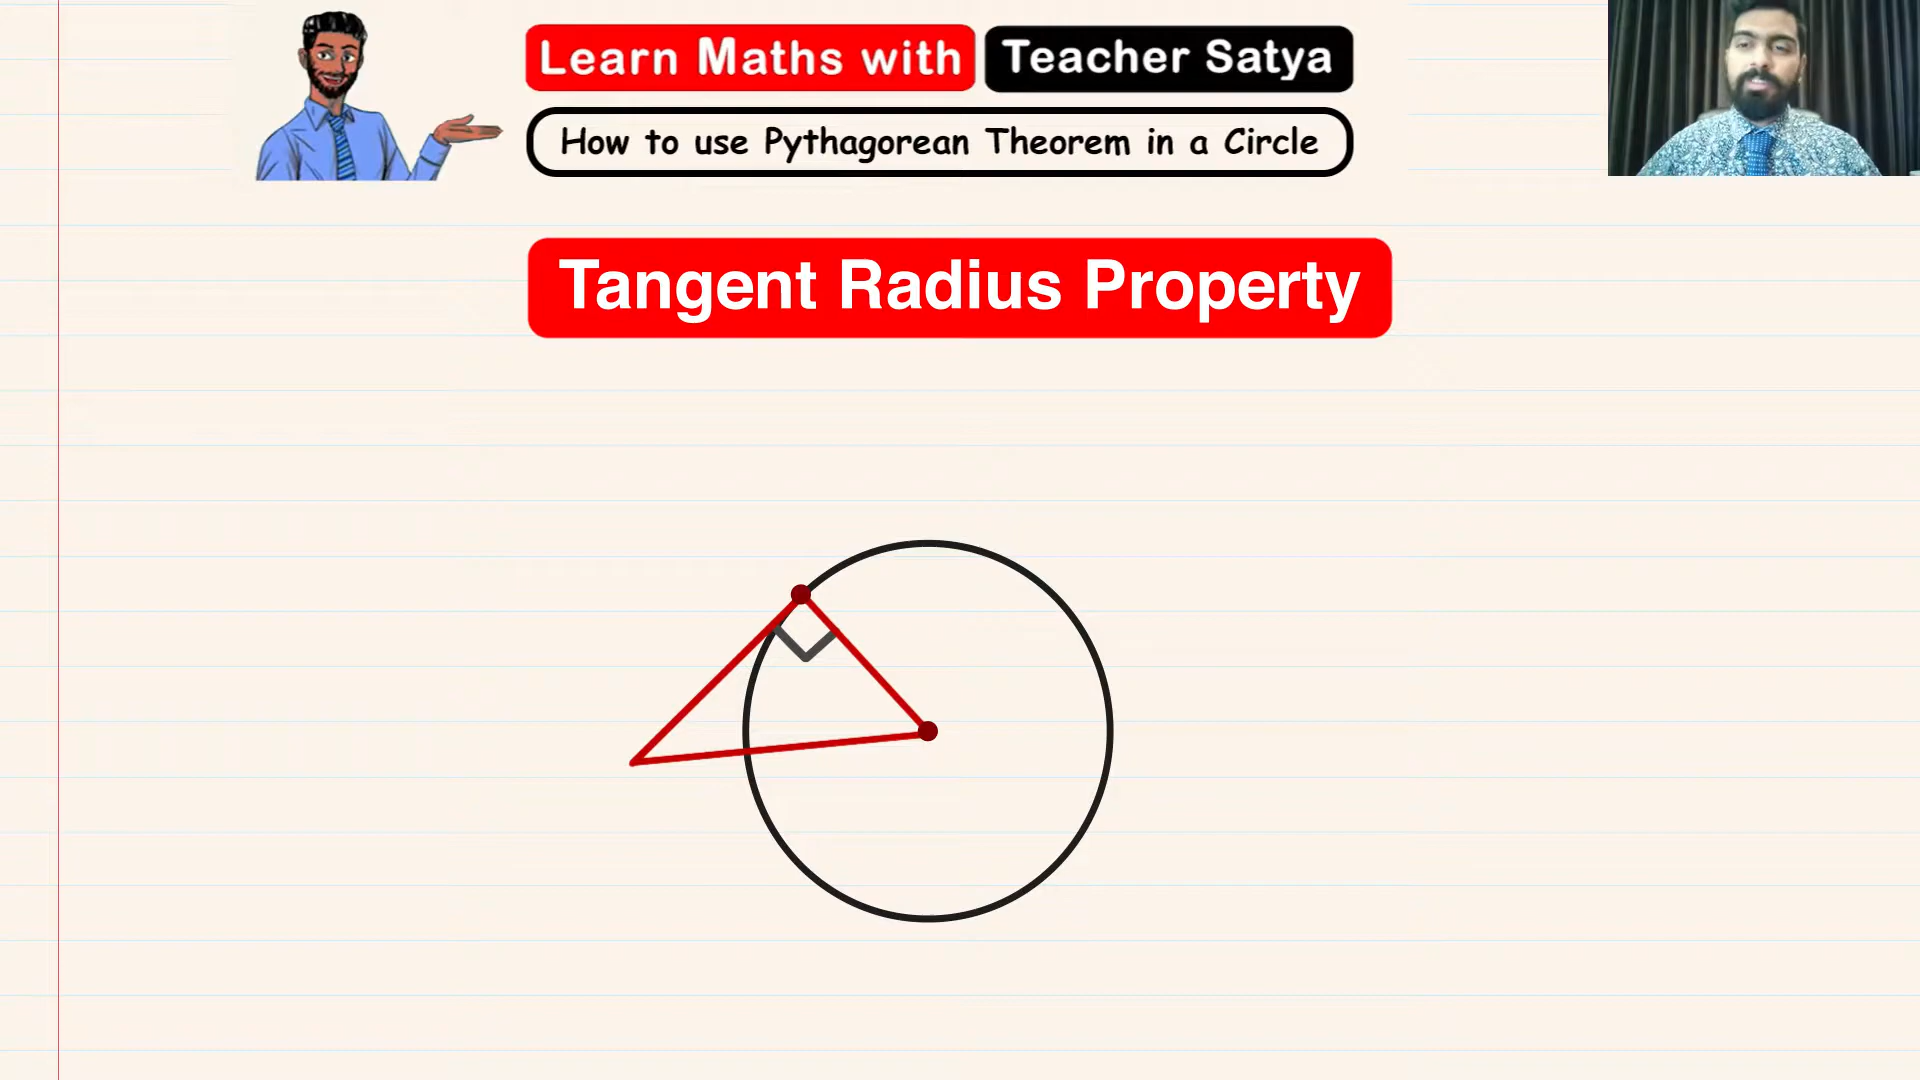 Learn Maths with Teacher Satya
How to use Pythagorean Theorem in a Circle
Tangent Radius Property